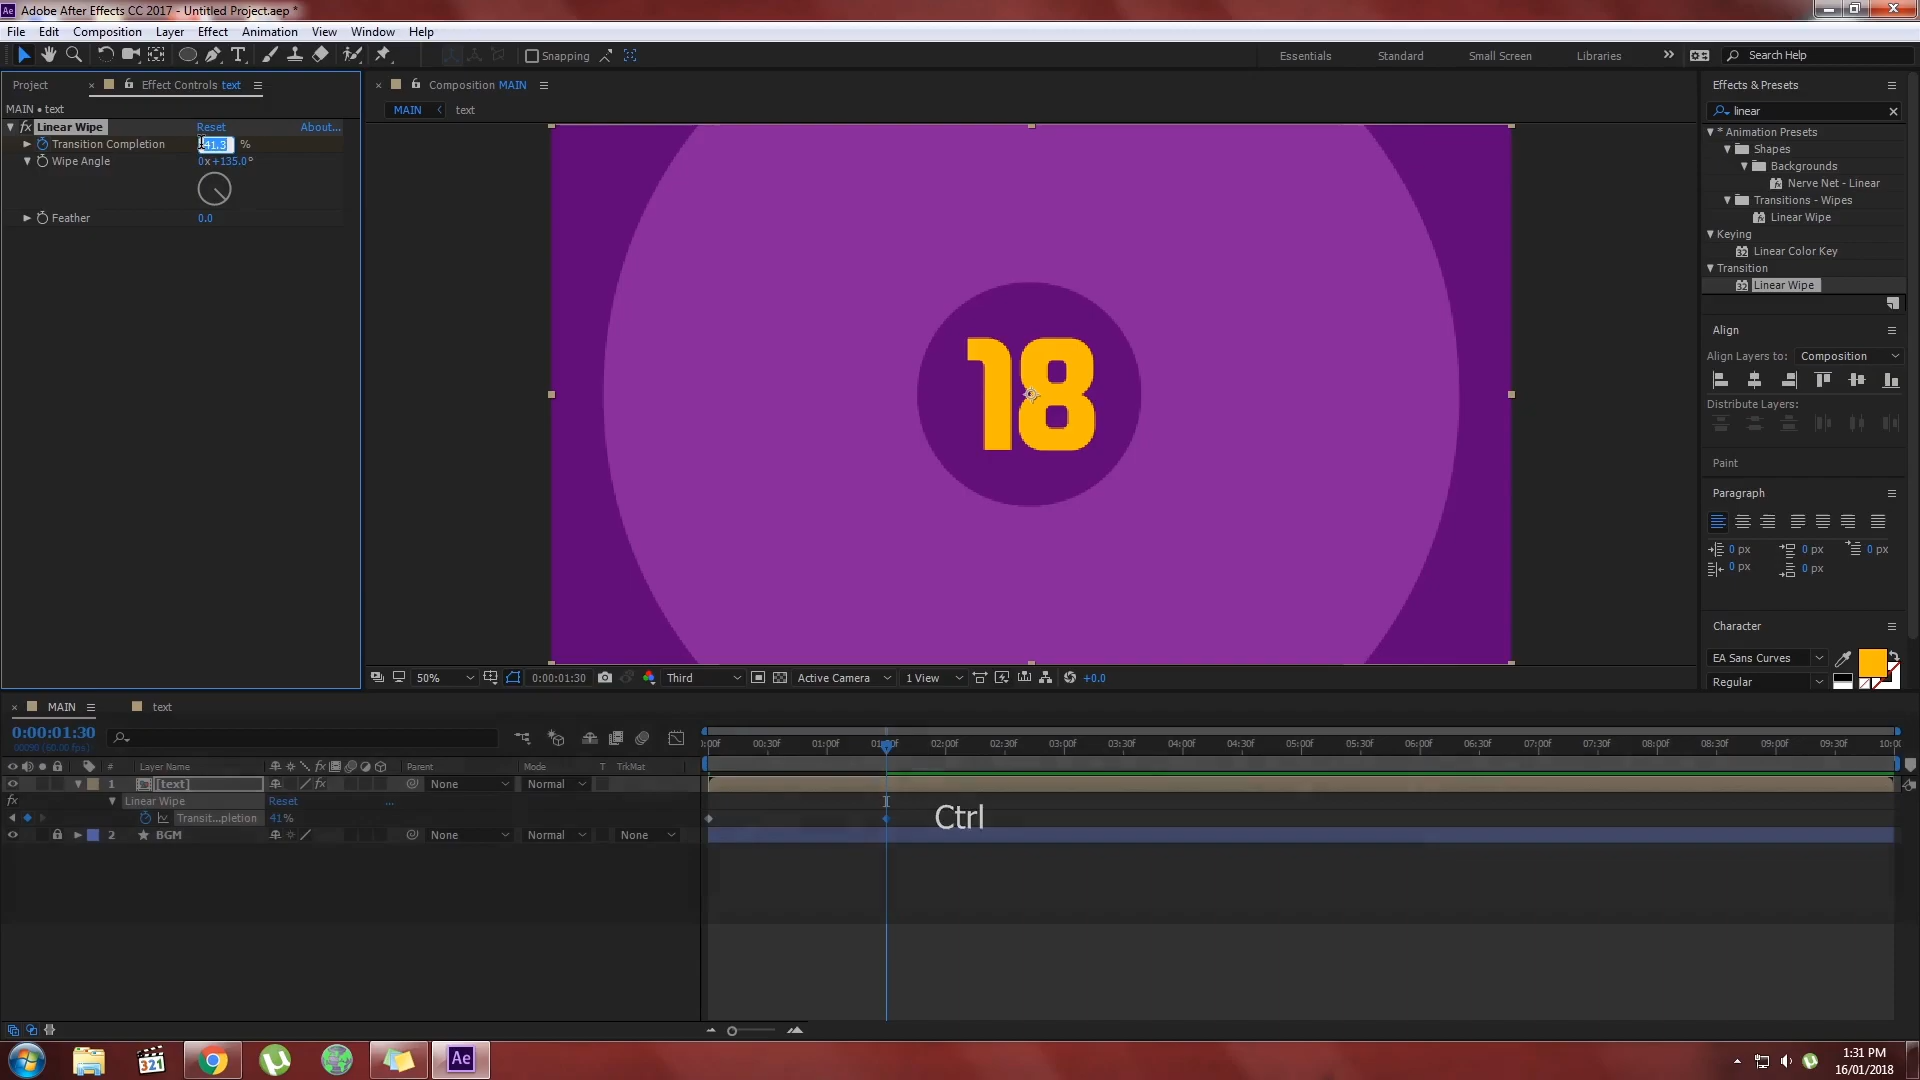 Adobe After Effects CC 2017 - Untitled Project.aep *
File Edit Composition Layer Effect Animation View Window Help
Snapping Essentials Standard Small Screen Libraries Search Help
Project Effect Controls text
MAIN • text
fx Linear Wipe Reset About...
Transition Completion 41.3 %
Wipe Angle 0x+135.0°
Feather 0.0
Composition MAIN
MAIN text
18
50% 0:00:01:30 Third Active Camera 1 View +0.0
Effects & Presets
linear
* Animation Presets
Shapes
Backgrounds
Nerve Net - Linear
Transitions - Wipes
Linear Wipe
Keying
32 Linear Color Key
Transition
32 Linear Wipe
Align
Align Layers to: Composition
Distribute Layers:
Paint
Paragraph
0 px 0 px 0 px
0 px 0 px
Character
EA Sans Curves
Regular
MAIN text
0:00:01:30
00090 (60.00 fps)
# Layer Name Parent Mode T TrkMat
1 [text] fx None Normal
fx Linear Wipe Reset ...
Transit...pletion 41%
2 BGM None Normal None
:00f 00:30f 01:00f 02:00f 02:30f 03:00f 03:30f 04:00f 04:30f 05:00f 05:30f 06:00f 06:30f 07:00f 07:30f 08:00f 08:30f 09:00f 09:30f
Ctrl
321
Ae
1:31 PM
16/01/2018